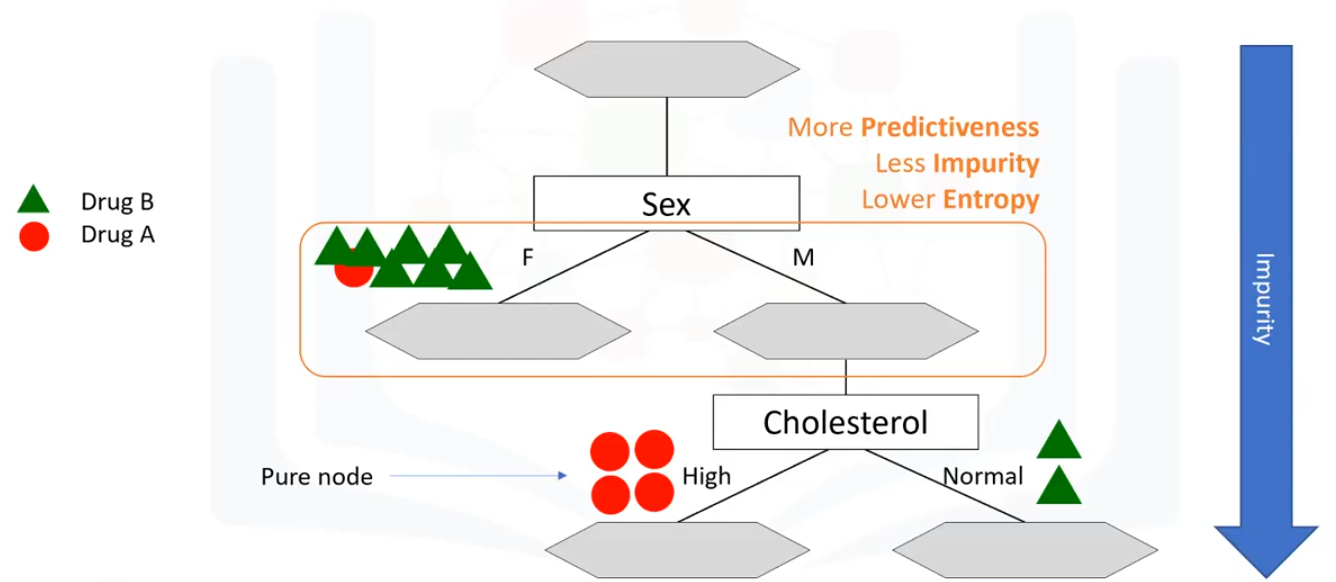 More Predictiveness
Less Impurity
Lower Entropy
Drug B
Drug A
Sex
F
M
Impurity
Cholesterol
Pure node
High
Normal